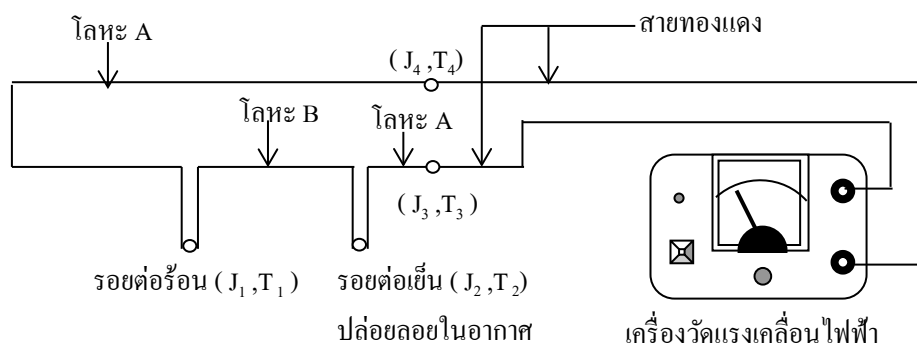 สายทองแดง
โลหะ A
( J₄ ,T₄)
โลหะ B
โลหะ A
( J₃ ,T₃)
รอยต่อร้อน ( J₁ ,T₁ )
รอยต่อเย็น ( J₂ ,T₂)
ปล่อยลอยในอากาศ
เครื่องวัดแรงเคลื่อนไฟฟ้า